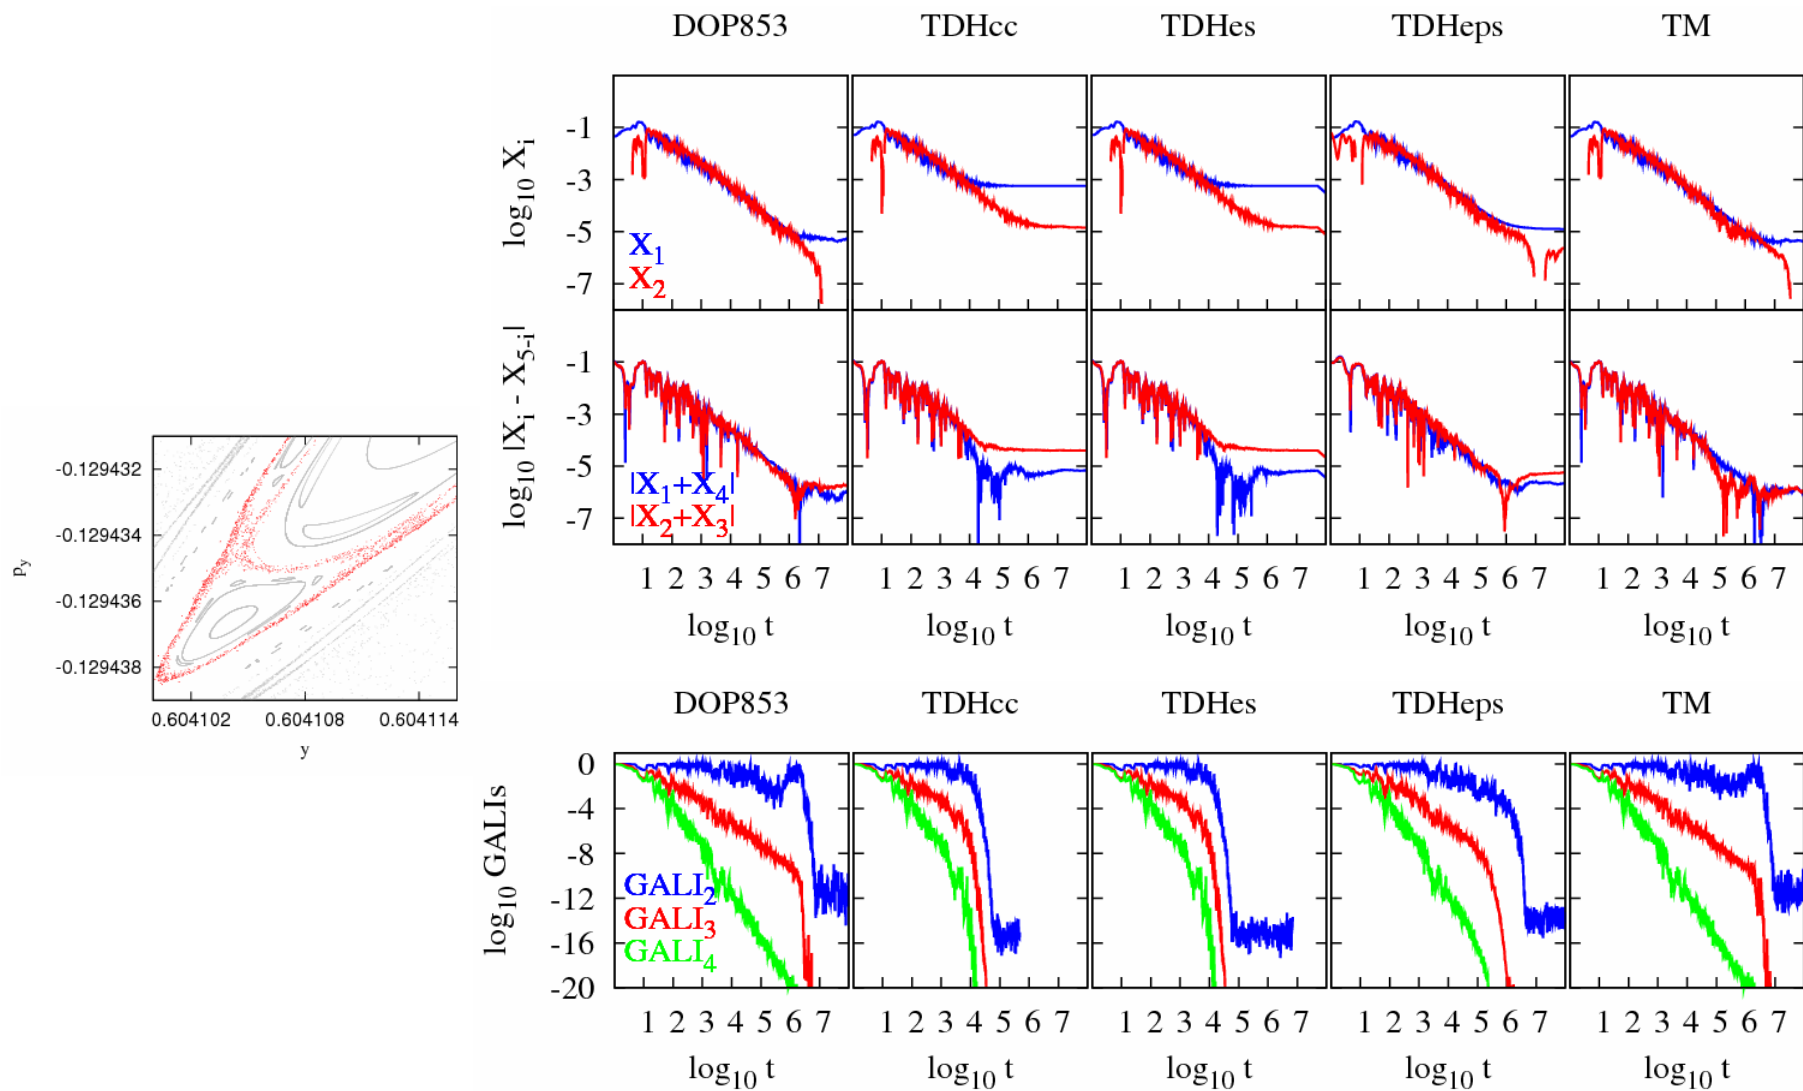 DOP853 TDHcc TDHes TDHeps TM
log₁₀ Xᵢ
-1
-3
-5
-7
X₁
X₂
log₁₀ |Xᵢ - X₅₋ᵢ|
-1
-3
-5
-7
|X₁+X₄|
|X₂+X₃|
1 2 3 4 5 6 7 1 2 3 4 5 6 7 1 2 3 4 5 6 7 1 2 3 4 5 6 7 1 2 3 4 5 6 7
log₁₀ t log₁₀ t log₁₀ t log₁₀ t log₁₀ t
p_y
-0.129432
-0.129434
-0.129436
-0.129438
0.604102 0.604108 0.604114
y
DOP853 TDHcc TDHes TDHeps TM
log₁₀ GALIs
0
-4
-8
-12
-16
-20
GALI₂
GALI₃
GALI₄
1 2 3 4 5 6 7 1 2 3 4 5 6 7 1 2 3 4 5 6 7 1 2 3 4 5 6 7 1 2 3 4 5 6 7
log₁₀ t log₁₀ t log₁₀ t log₁₀ t log₁₀ t